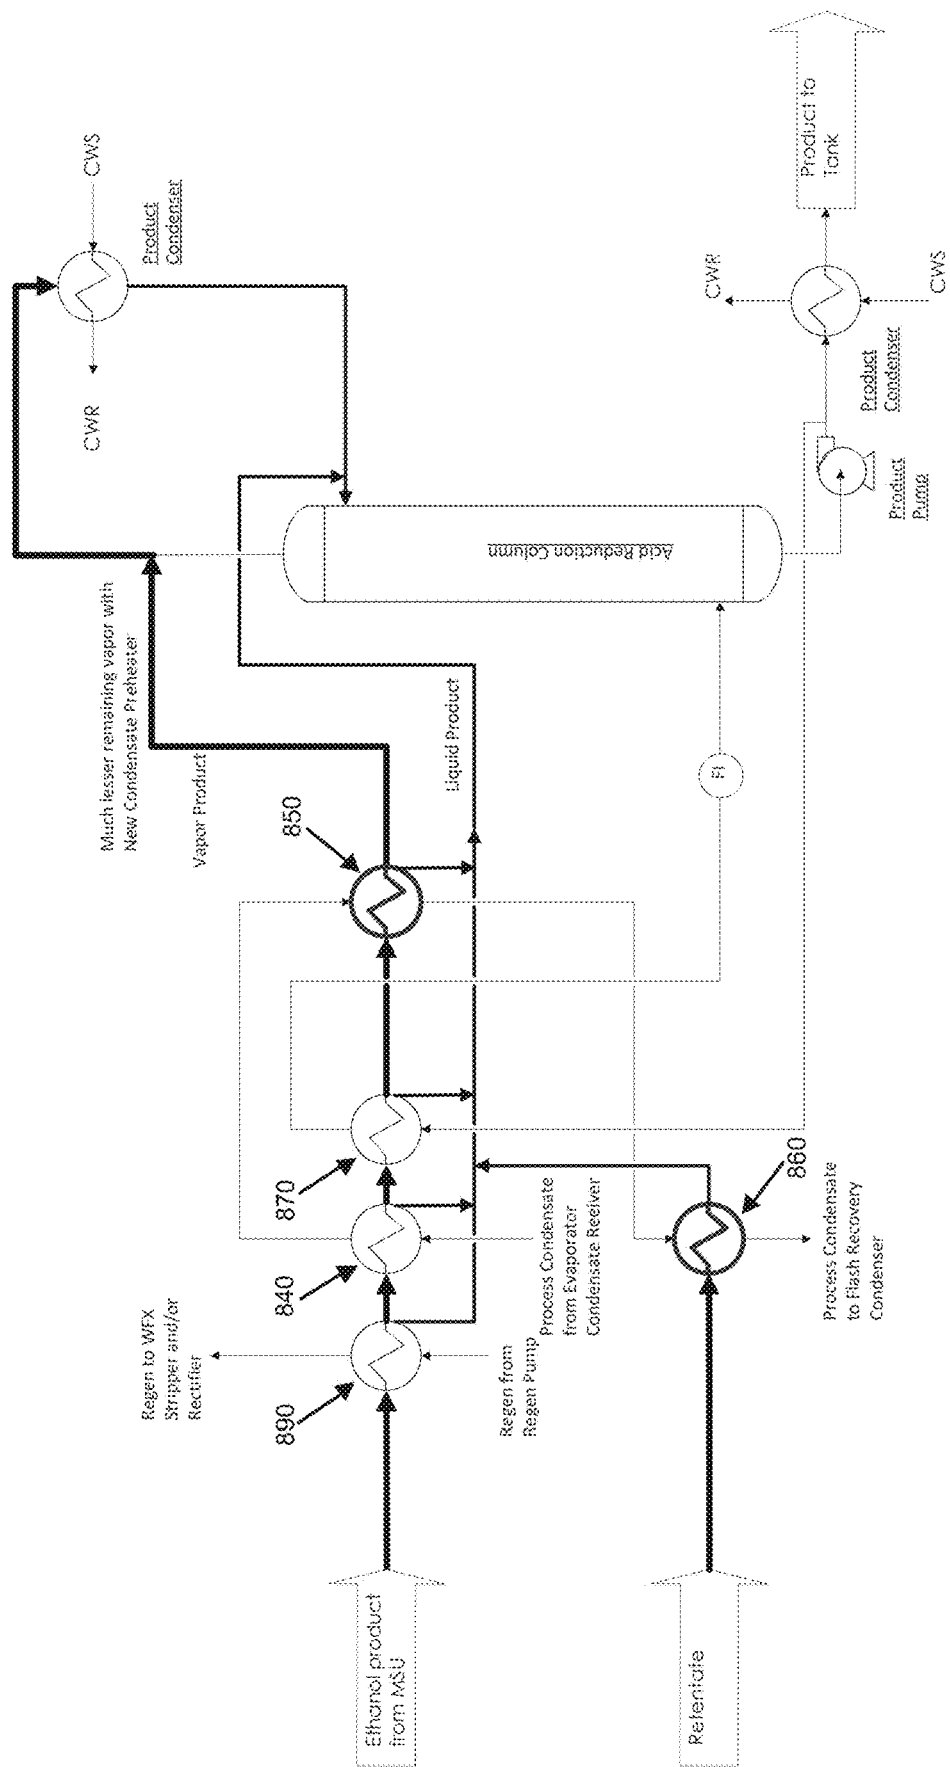 CWS
Product
Condenser
CWR
Product to
Tank
CWR
CWS
Product
Condenser
Product
Pump
Acid Reduction Column
Much lesser remaining vapor with
New Condensate Preheater
Vapor Product
Liquid Product
FI
850
870
840
890
860
Regen to WFX
Stripper and/or
Rectifier
Regen from
Regen Pump
Process Condensate
from Evaporator
Condensate Reeiver
Process Condensate
to Flash Recovery
Condenser
Ethanol product
from MSU
Retentate